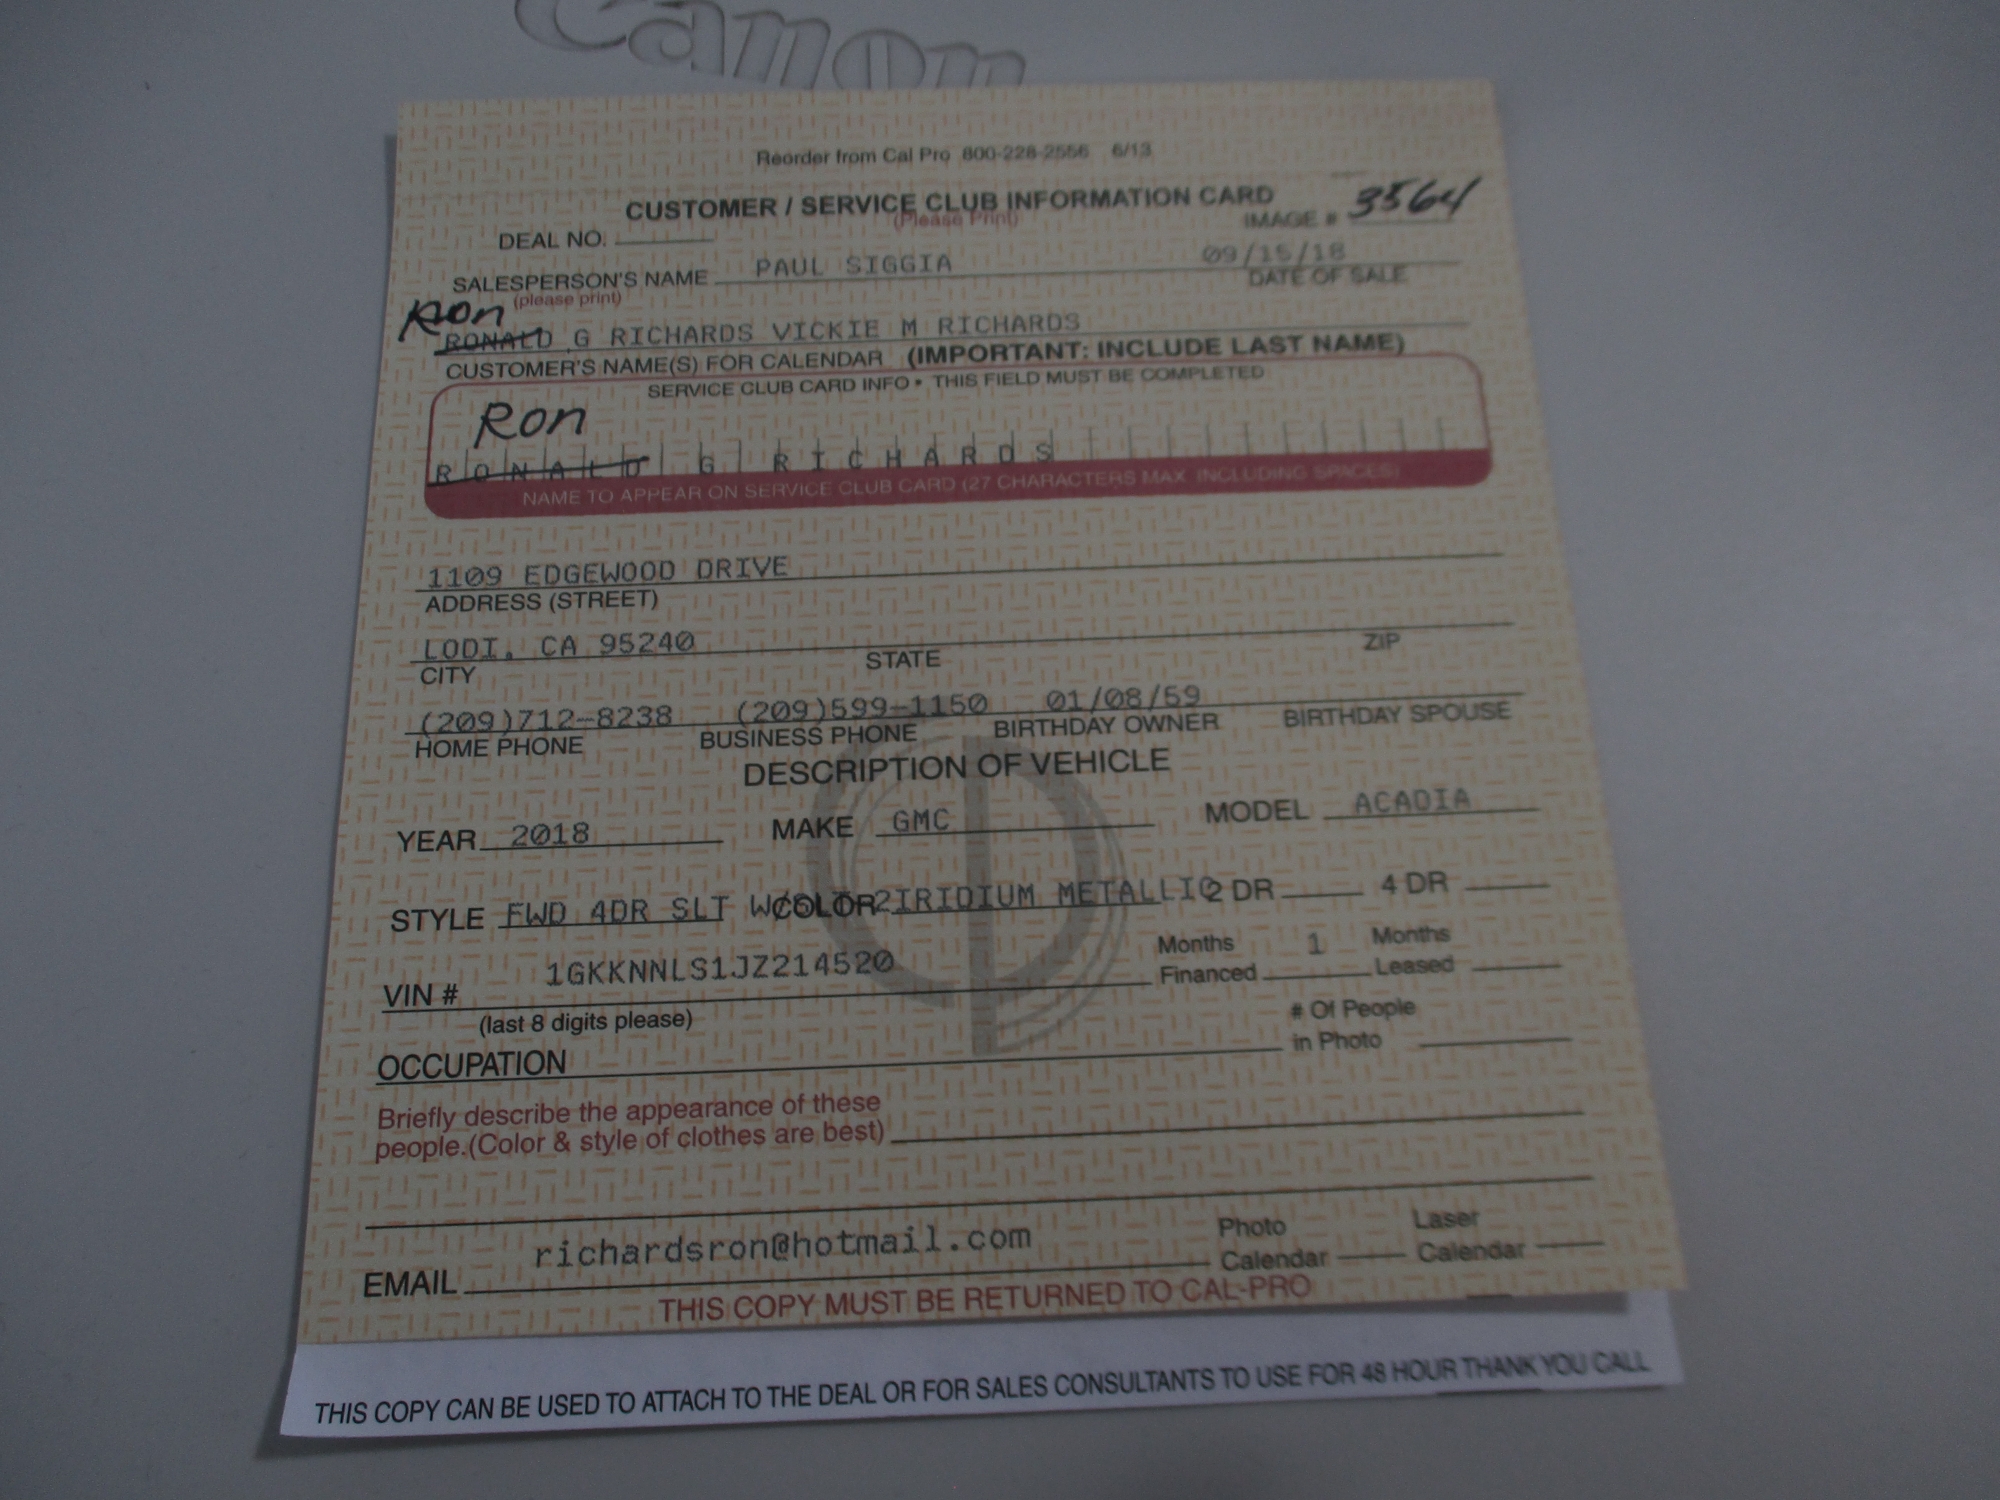 Canon
Reorder from Cal Pro 800-228-2556 6/13
CUSTOMER / SERVICE CLUB INFORMATION CARD
(Please Print)
IMAGE # 3564
DEAL NO.
SALESPERSON'S NAME PAUL SIGGIA 09/15/18
(please print) DATE OF SALE
Ron
RONALD G RICHARDS VICKIE M RICHARDS
CUSTOMER'S NAME(S) FOR CALENDAR (IMPORTANT: INCLUDE LAST NAME)
SERVICE CLUB CARD INFO • THIS FIELD MUST BE COMPLETED
Ron
RONALD G RICHARDS
NAME TO APPEAR ON SERVICE CLUB CARD (27 CHARACTERS MAX INCLUDING SPACES)
1109 EDGEWOOD DRIVE
ADDRESS (STREET)
LODI, CA 95240
CITY STATE ZIP
(209)712-8238 (209)599-1150 01/08/59
HOME PHONE BUSINESS PHONE BIRTHDAY OWNER BIRTHDAY SPOUSE
DESCRIPTION OF VEHICLE
YEAR 2018 MAKE GMC MODEL ACADIA
STYLE FWD 4DR SLT COLOR IRIDIUM METALLIC 2 DR 4 DR
VIN # 1GKKNNLS1JZ214520
(last 8 digits please)
Months Financed 1 Months Leased
OCCUPATION
# Of People in Photo
Briefly describe the appearance of these
people.(Color & style of clothes are best)
EMAIL richardsron@hotmail.com
Photo Calendar Laser Calendar
THIS COPY MUST BE RETURNED TO CAL-PRO
THIS COPY CAN BE USED TO ATTACH TO THE DEAL OR FOR SALES CONSULTANTS TO USE FOR 48 HOUR THANK YOU CALL